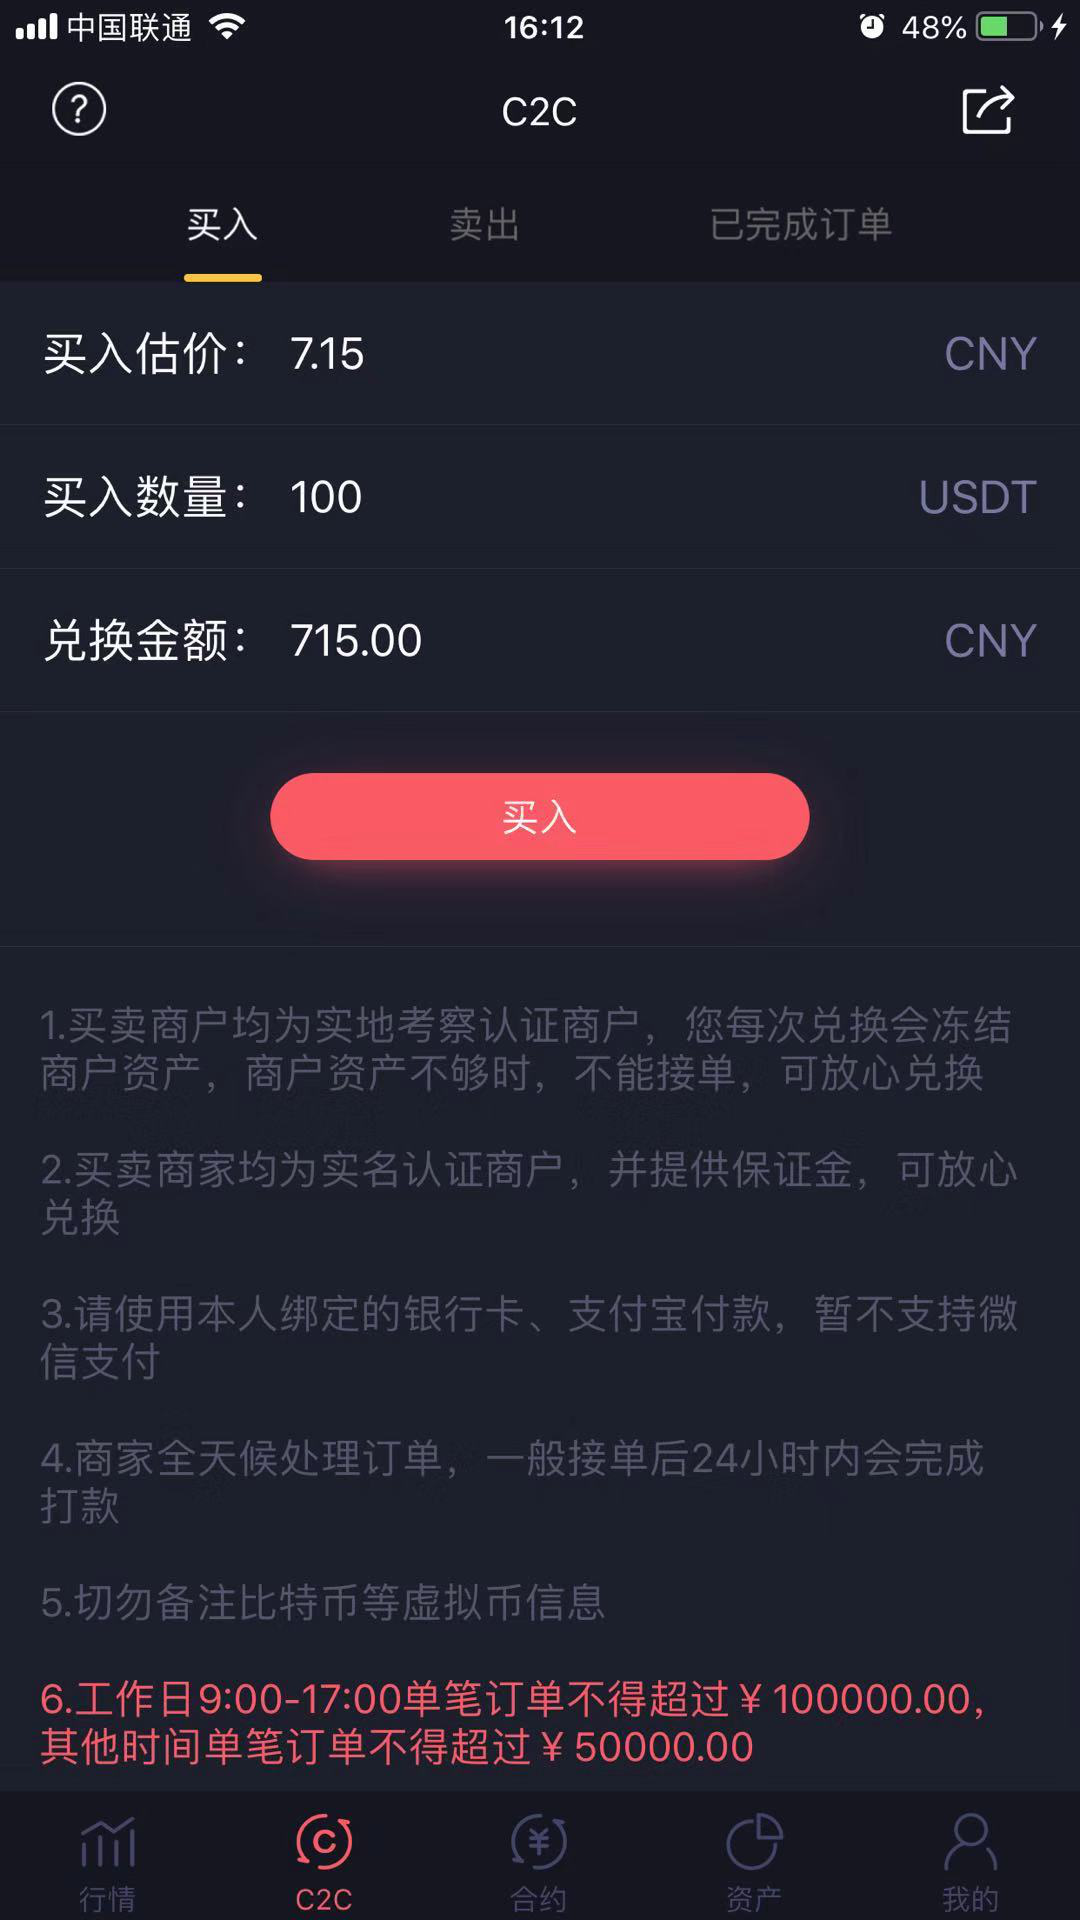 中国联通 16:12 48%
C2C
买入 卖出 已完成订单
买入估价： 7.15 CNY
买入数量： 100 USDT
兑换金额： 715.00 CNY
买入
1.买卖商户均为实地考察认证商户，您每次兑换会冻结
商户资产，商户资产不够时，不能接单，可放心兑换
2.买卖商家均为实名认证商户，并提供保证金，可放心
兑换
3.请使用本人绑定的银行卡、支付宝付款，暂不支持微
信支付
4.商家全天候处理订单，一般接单后24小时内会完成
打款
5.切勿备注比特币等虚拟币信息
6.工作日9:00-17:00单笔订单不得超过￥100000.00,
其他时间单笔订单不得超过￥50000.00
行情 C2C 合约 资产 我的